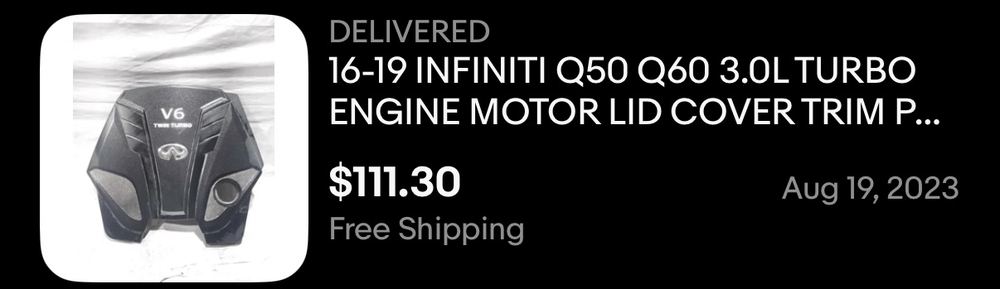 DELIVERED
16-19 INFINITI Q50 Q60 3.0L TURBO
ENGINE MOTOR LID COVER TRIM P...
$111.30
Aug 19, 2023
Free Shipping
V6
TWIN TURBO